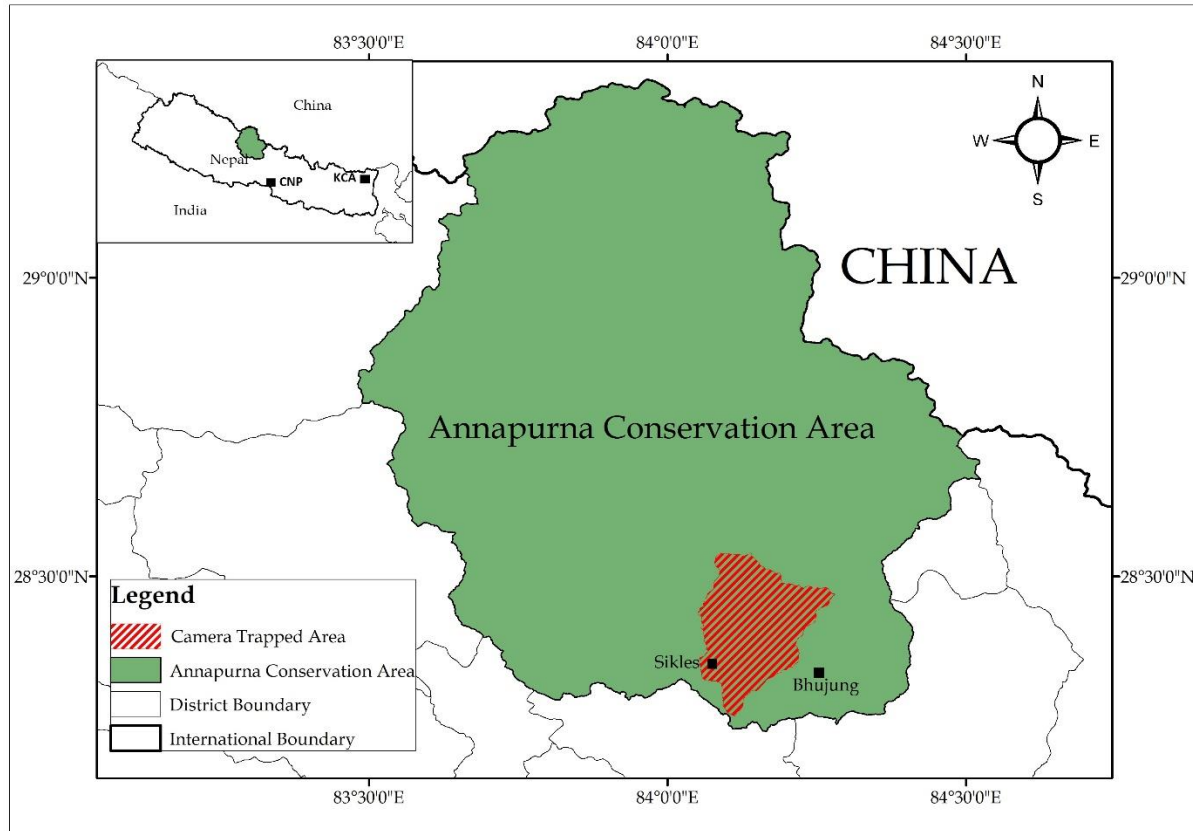 83°30'0"E 84°0'0"E 84°30'0"E
China
Nepal
CNP
KCA
India
N
W E
S
CHINA
29°0'0"N 29°0'0"N
Annapurna Conservation Area
28°30'0"N 28°30'0"N
Legend
Camera Trapped Area
Annapurna Conservation Area
District Boundary
International Boundary
Sikles
Bhujung
83°30'0"E 84°0'0"E 84°30'0"E